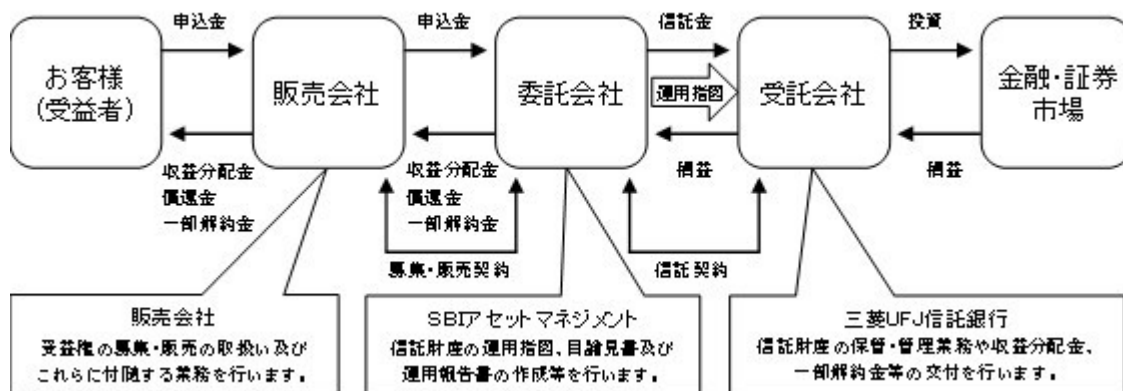 申込金
申込金
信託金
投資
お客様
(受益者)
販売会社
委託会社
運用指図
受託会社
金融・証券
市場
収益分配金
償還金
一部解約金
収益分配金
償還金
一部解約金
損益
損益
募集・販売契約
信託契約
販売会社
受益権の募集・販売の取扱い及び
これらに付随する業務を行います。
SBIアセットマネジメント
信託財産の運用指図、目論見書及び
運用報告書の作成等を行います。
三菱UFJ信託銀行
信託財産の保管・管理業務や収益分配金、
一部解約金等の交付を行います。